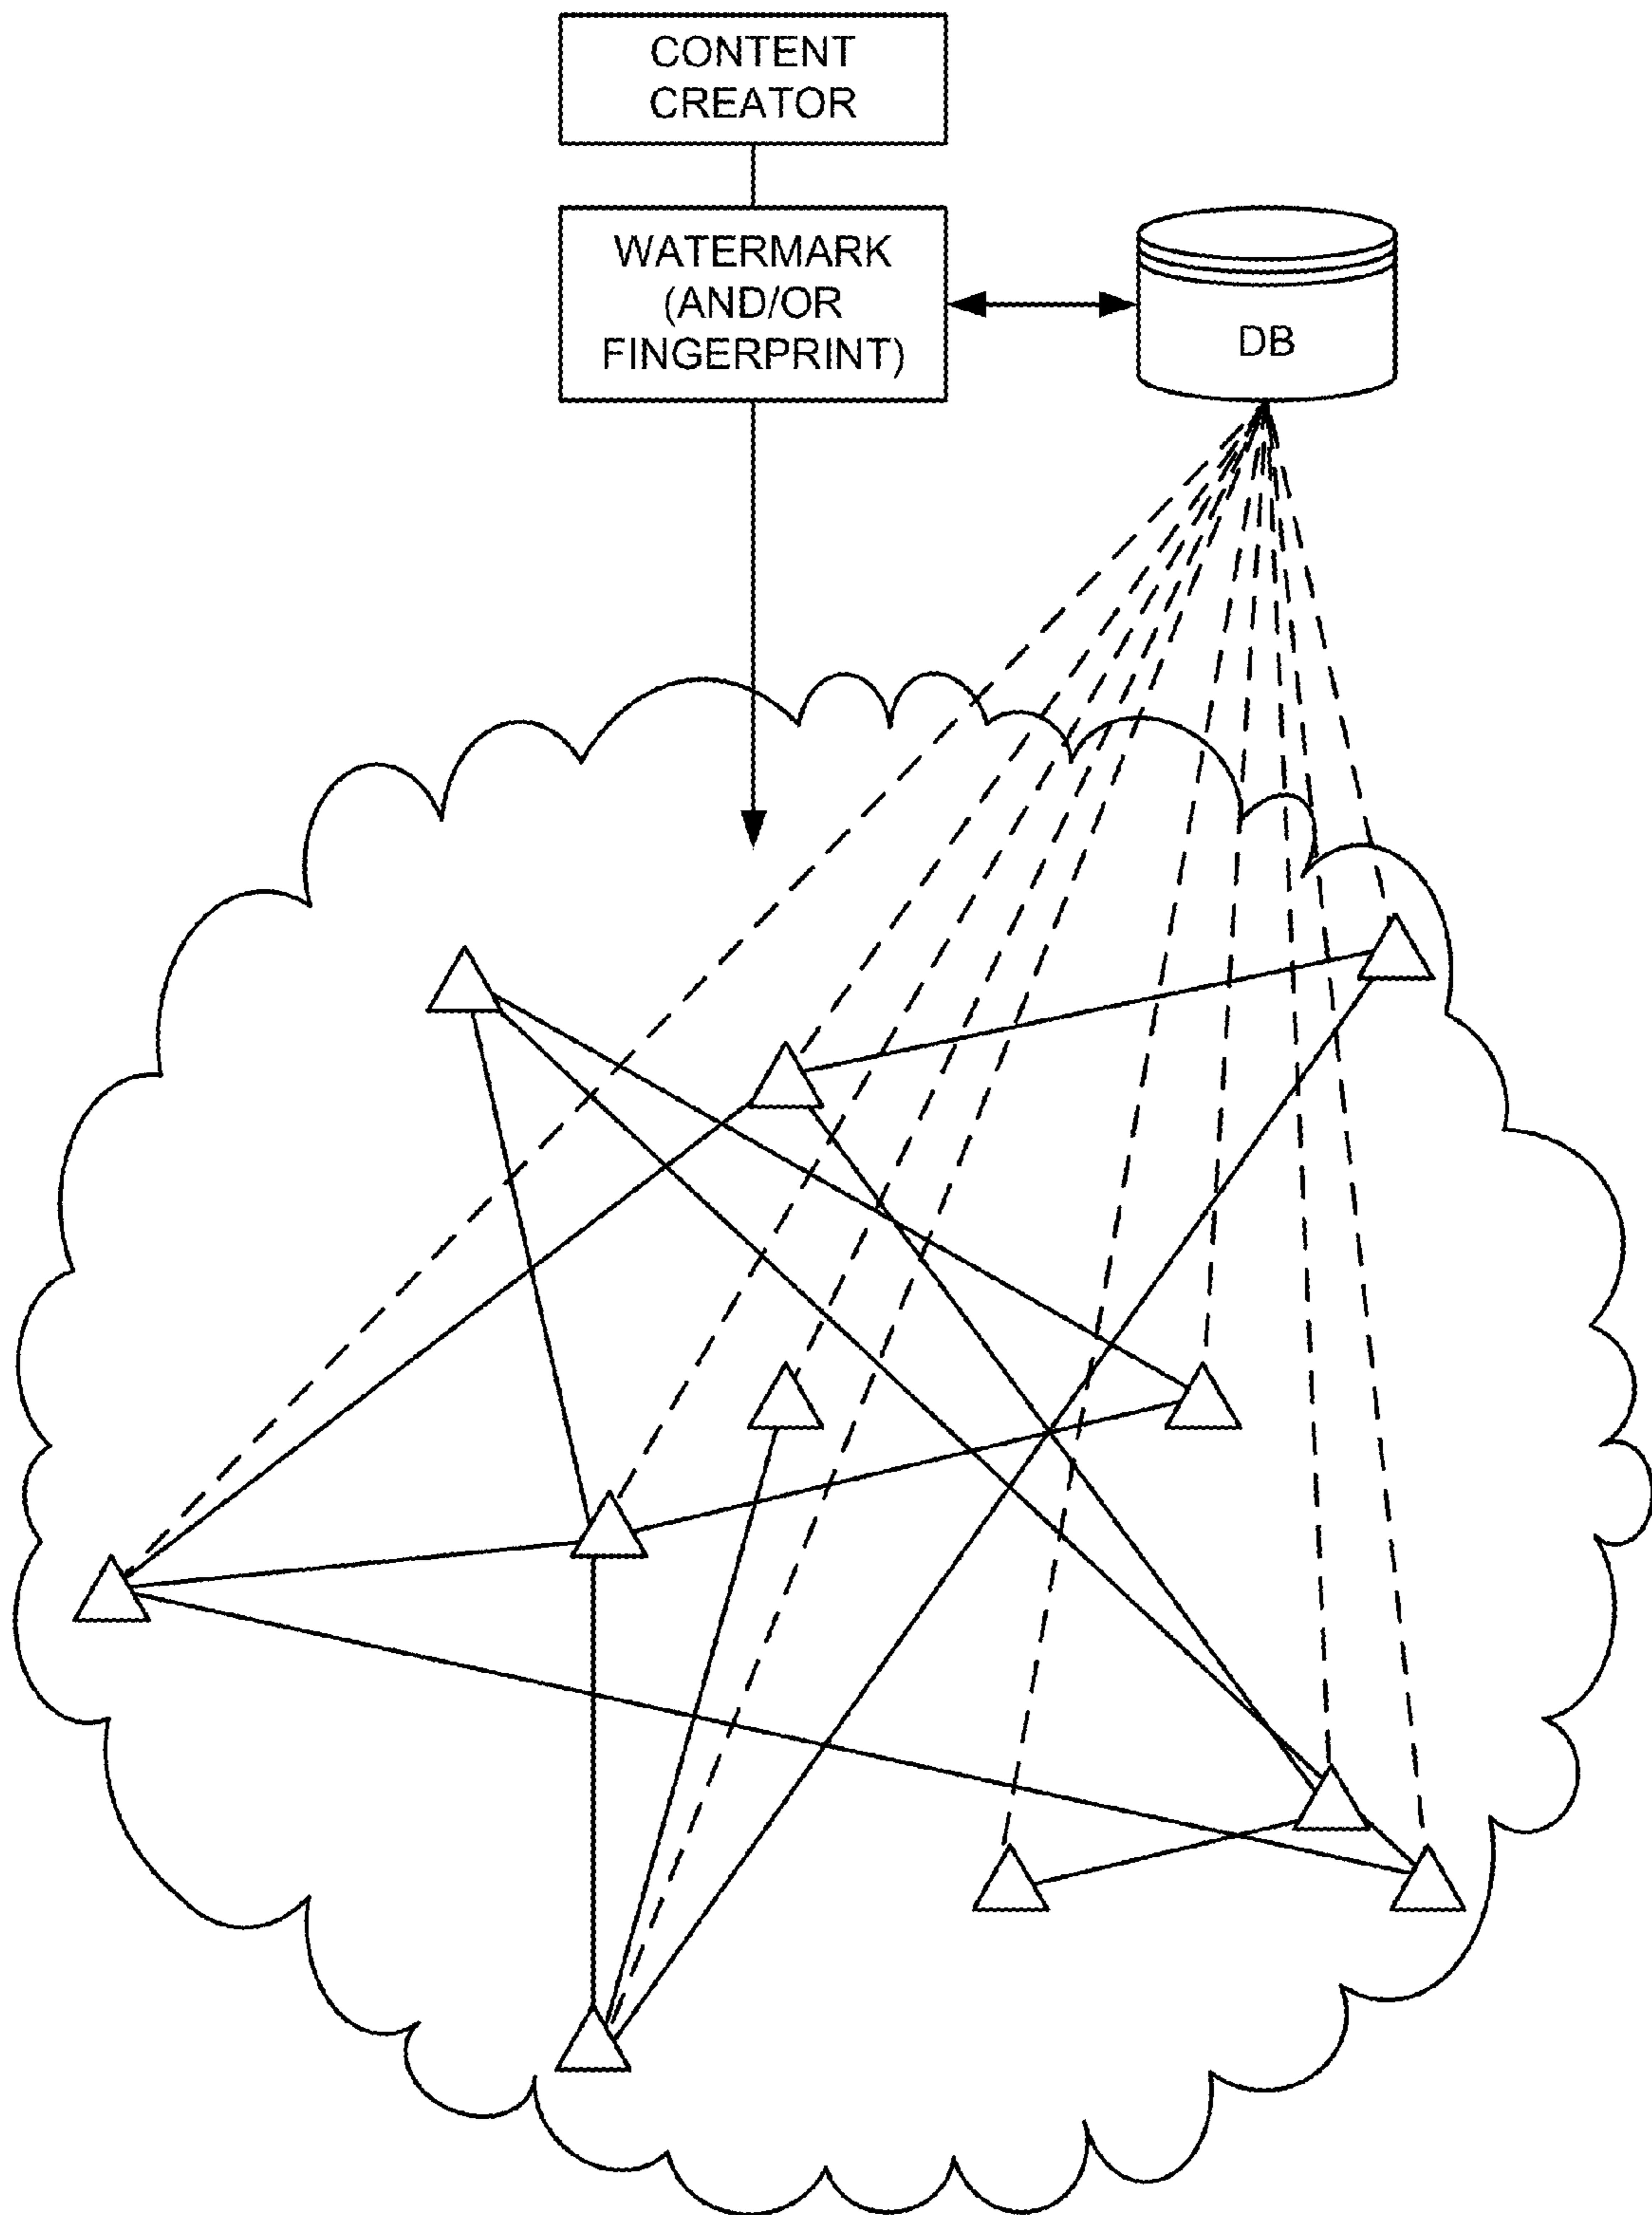 CONTENT
CREATOR
WATERMARK
(AND/OR
FINGERPRINT)
DB